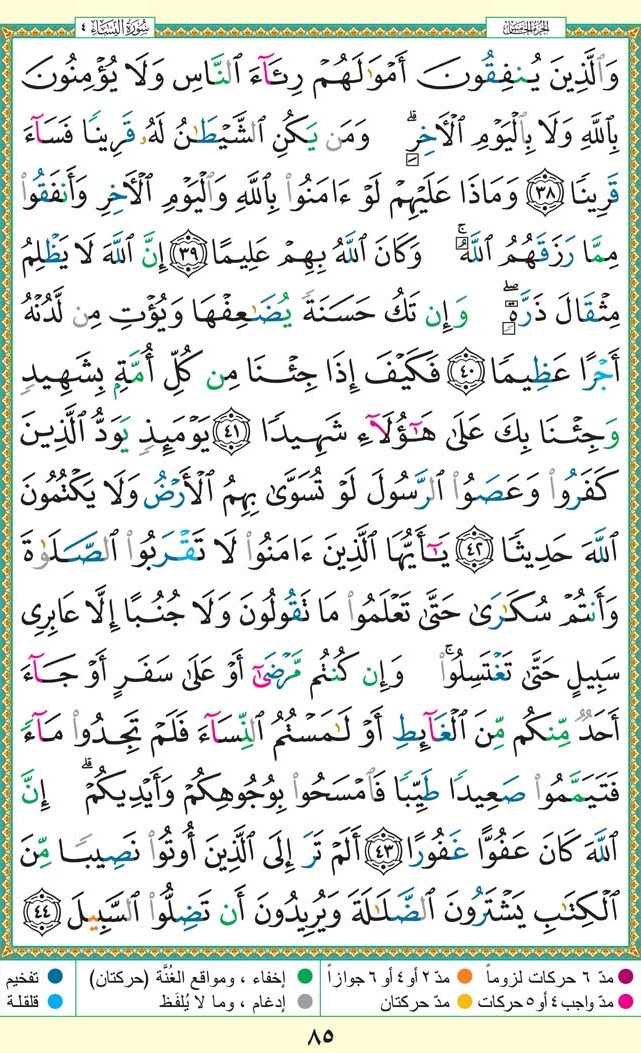 سُورَةُ النِّسَاءِ ٤
الجزء الخامس
وَٱلَّذِينَ يُنفِقُونَ أَمۡوَٰلَهُمۡ رِئَآءَ ٱلنَّاسِ وَلَا يُؤۡمِنُونَ
بِٱللَّهِ وَلَا بِٱلۡيَوۡمِ ٱلۡأٓخِرِۗ وَمَن يَكُنِ ٱلشَّيۡطَٰنُ لَهُۥ قَرِينٗا فَسَآءَ
قَرِينٗا ٣٨ وَمَاذَا عَلَيۡهِمۡ لَوۡ ءَامَنُواْ بِٱللَّهِ وَٱلۡيَوۡمِ ٱلۡأٓخِرِ وَأَنفَقُواْ
مِمَّا رَزَقَهُمُ ٱللَّهُۚ وَكَانَ ٱللَّهُ بِهِمۡ عَلِيمًا ٣٩ إِنَّ ٱللَّهَ لَا يَظۡلِمُ
مِثۡقَالَ ذَرَّةٖۖ وَإِن تَكُ حَسَنَةٗ يُضَٰعِفۡهَا وَيُؤۡتِ مِن لَّدُنۡهُ
أَجۡرًا عَظِيمٗا ٤٠ فَكَيۡفَ إِذَا جِئۡنَا مِن كُلِّ أُمَّةِۭ بِشَهِيدٖ
وَجِئۡنَا بِكَ عَلَىٰ هَٰٓؤُلَآءِ شَهِيدٗا ٤١ يَوۡمَئِذٖ يَوَدُّ ٱلَّذِينَ
كَفَرُواْ وَعَصَوُاْ ٱلرَّسُولَ لَوۡ تُسَوَّىٰ بِهِمُ ٱلۡأَرۡضُ وَلَا يَكۡتُمُونَ
ٱللَّهَ حَدِيثٗا ٤٢ يَٰٓأَيُّهَا ٱلَّذِينَ ءَامَنُواْ لَا تَقۡرَبُواْ ٱلصَّلَوٰةَ
وَأَنتُمۡ سُكَٰرَىٰ حَتَّىٰ تَعۡلَمُواْ مَا تَقُولُونَ وَلَا جُنُبًا إِلَّا عَابِرِي
سَبِيلٍ حَتَّىٰ تَغۡتَسِلُواْۚ وَإِن كُنتُم مَّرۡضَىٰٓ أَوۡ عَلَىٰ سَفَرٍ أَوۡ جَآءَ
أَحَدٞ مِّنكُم مِّنَ ٱلۡغَآئِطِ أَوۡ لَٰمَسۡتُمُ ٱلنِّسَآءَ فَلَمۡ تَجِدُواْ مَآءٗ
فَتَيَمَّمُواْ صَعِيدٗا طَيِّبٗا فَٱمۡسَحُواْ بِوُجُوهِكُمۡ وَأَيۡدِيكُمۡۗ إِنَّ
ٱللَّهَ كَانَ عَفُوًّا غَفُورًا ٤٣ أَلَمۡ تَرَ إِلَى ٱلَّذِينَ أُوتُواْ نَصِيبٗا مِّنَ
ٱلۡكِتَٰبِ يَشۡتَرُونَ ٱلضَّلَٰلَةَ وَيُرِيدُونَ أَن تَضِلُّواْ ٱلسَّبِيلَ ٤٤
مدّ ٦ حركات لزوماً مدّ ٢ أو ٤ أو ٦ جوازاً إخفاء ، ومواقع الغُنَّة (حركتان) تفخيم
مدّ واجب ٤ أو ٥ حركات مدّ حركتان إدغام ، وما لا يُلفَظ قلقلة
٨٥